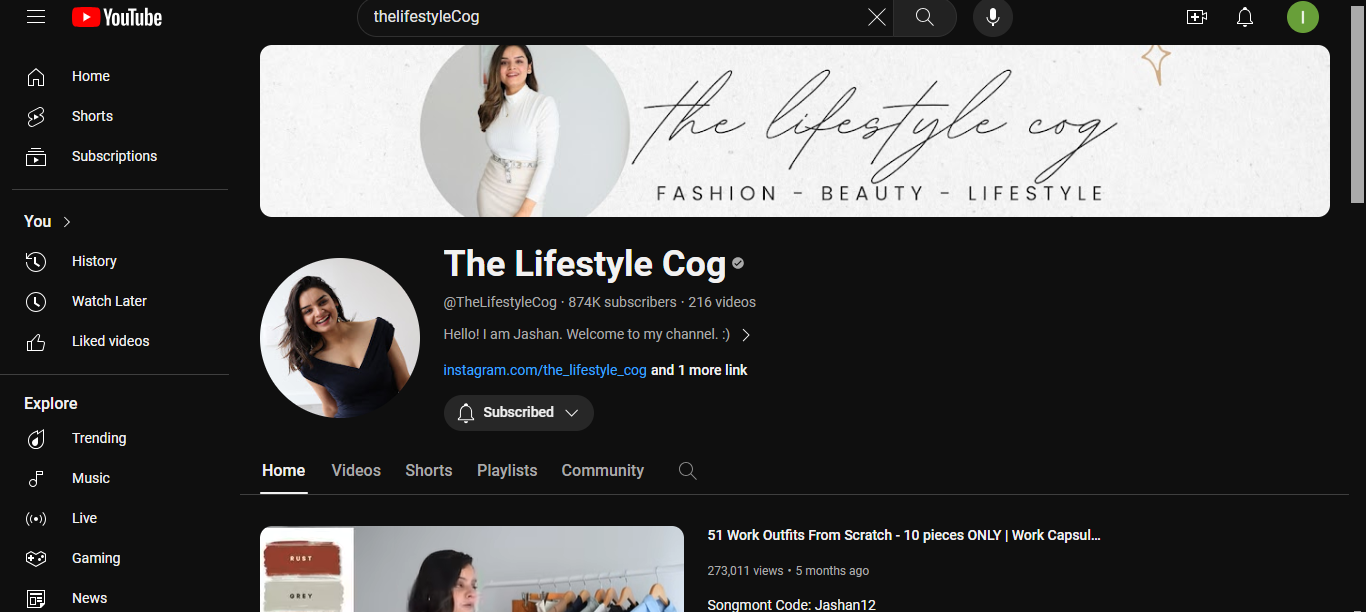 YouTube
thelifestyleCog
I
Home
Shorts
Subscriptions
You
History
Watch Later
Liked videos
Explore
Trending
Music
Live
Gaming
News
the lifestyle cog
FASHION - BEAUTY - LIFESTYLE
The Lifestyle Cog
@TheLifestyleCog · 874K subscribers · 216 videos
Hello! I am Jashan. Welcome to my channel. :)
instagram.com/the_lifestyle_cog and 1 more link
Subscribed
Home Videos Shorts Playlists Community
RUST
GREY
51 Work Outfits From Scratch - 10 pieces ONLY | Work Capsul...
273,011 views • 5 months ago
Songmont Code: Jashan12